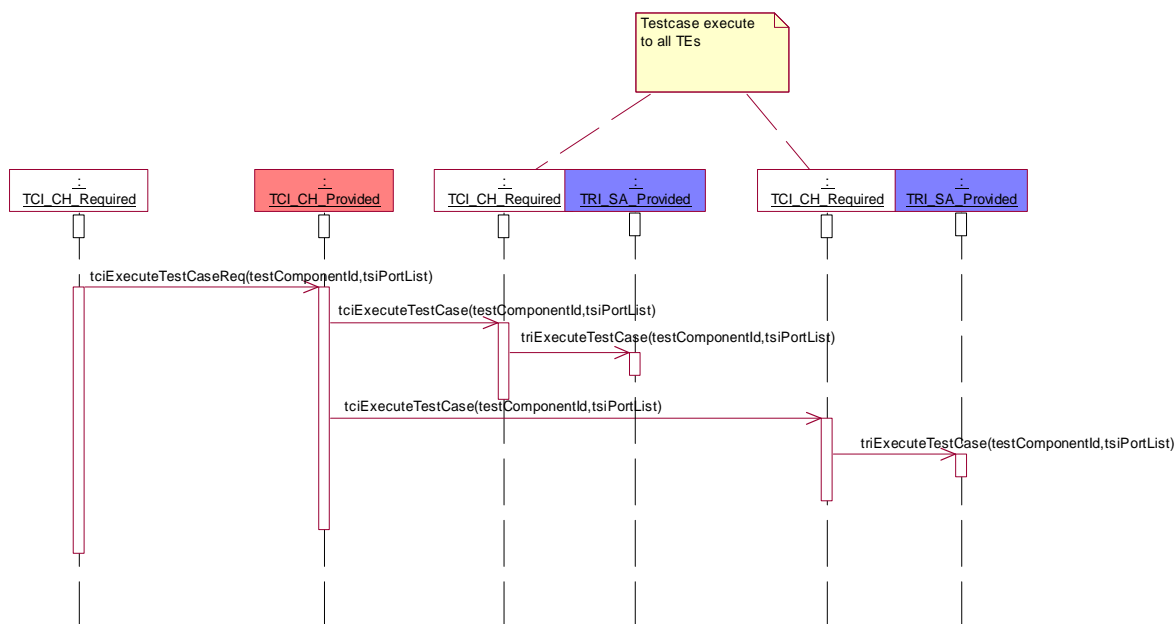 Testcase execute
to all TEs
:
TCI_CH_Required
:
TCI_CH_Provided
:
TCI_CH_Required
:
TRI_SA_Provided
:
TCI_CH_Required
:
TRI_SA_Provided
tciExecuteTestCaseReq(testComponentId,tsiPortList)
tciExecuteTestCase(testComponentId,tsiPortList)
triExecuteTestCase(testComponentId,tsiPortList)
tciExecuteTestCase(testComponentId,tsiPortList)
triExecuteTestCase(testComponentId,tsiPortList)